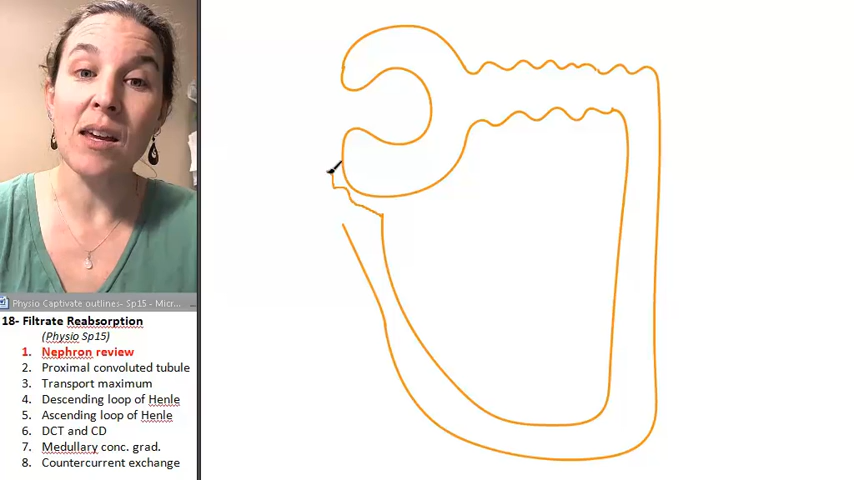 Physio Captivate outlines- Sp15 - Micr...
18- Filtrate Reabsorption
(Physio Sp15)
1. Nephron review
2. Proximal convoluted tubule
3. Transport maximum
4. Descending loop of Henle
5. Ascending loop of Henle
6. DCT and CD
7. Medullary conc. grad.
8. Countercurrent exchange